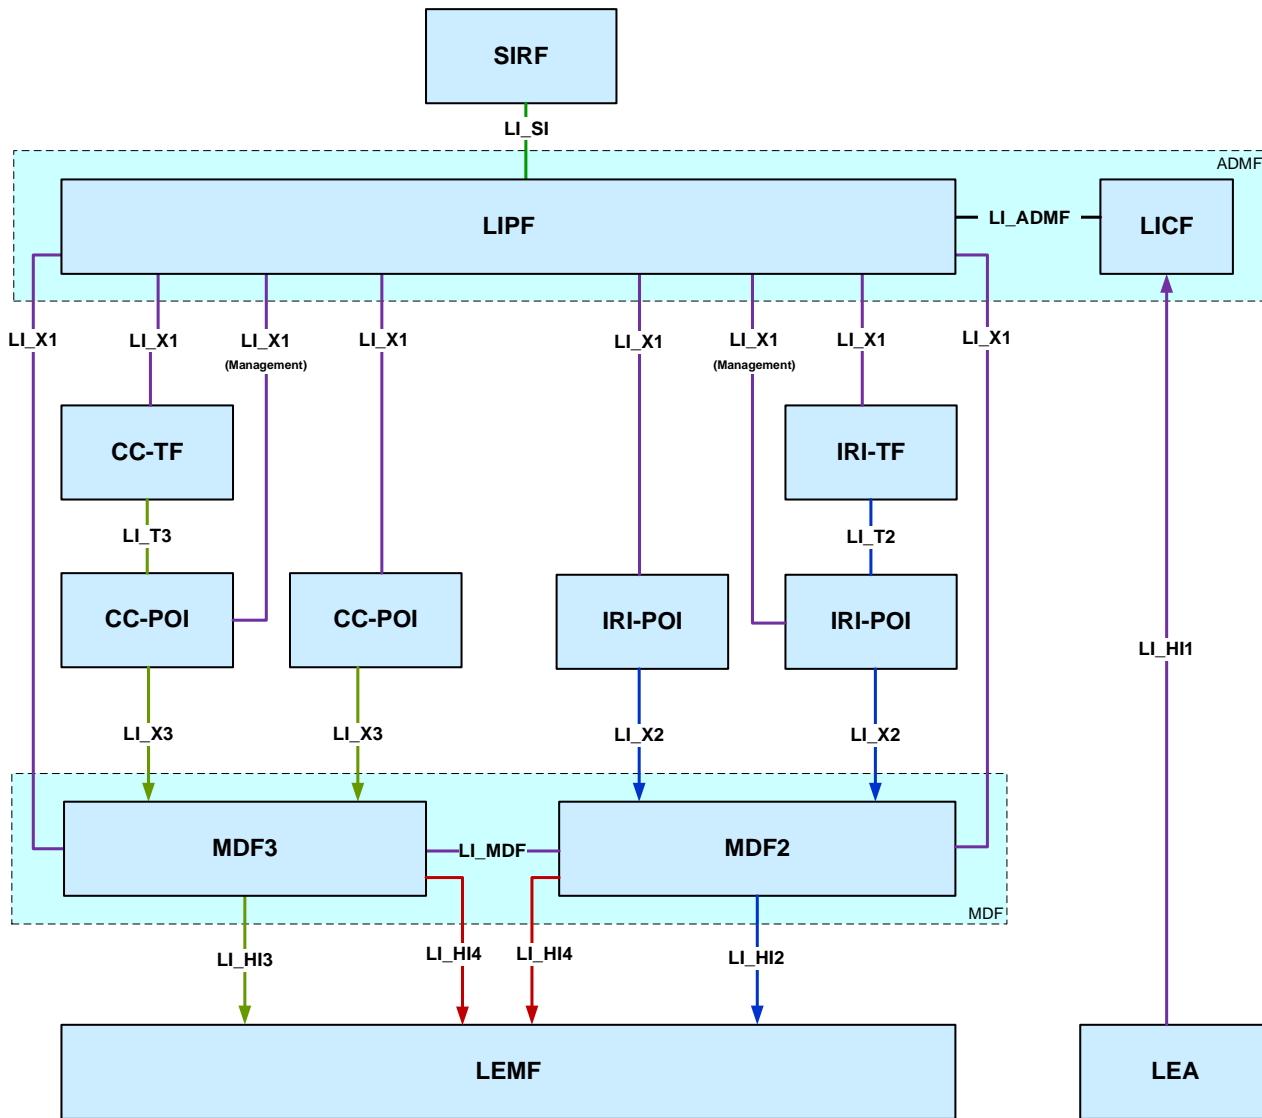 SIRF
LI_SI
ADMF
LIPF
LI_ADMF
LICF
LI_X1
LI_X1
LI_X1
(Management)
LI_X1
LI_X1
LI_X1
(Management)
LI_X1
LI_X1
CC-TF
IRI-TF
LI_T3
LI_T2
CC-POI
CC-POI
IRI-POI
IRI-POI
LI_HI1
LI_X3
LI_X3
LI_X2
LI_X2
MDF3
LI_MDF
MDF2
MDF
LI_HI3
LI_HI4
LI_HI4
LI_HI2
LEMF
LEA